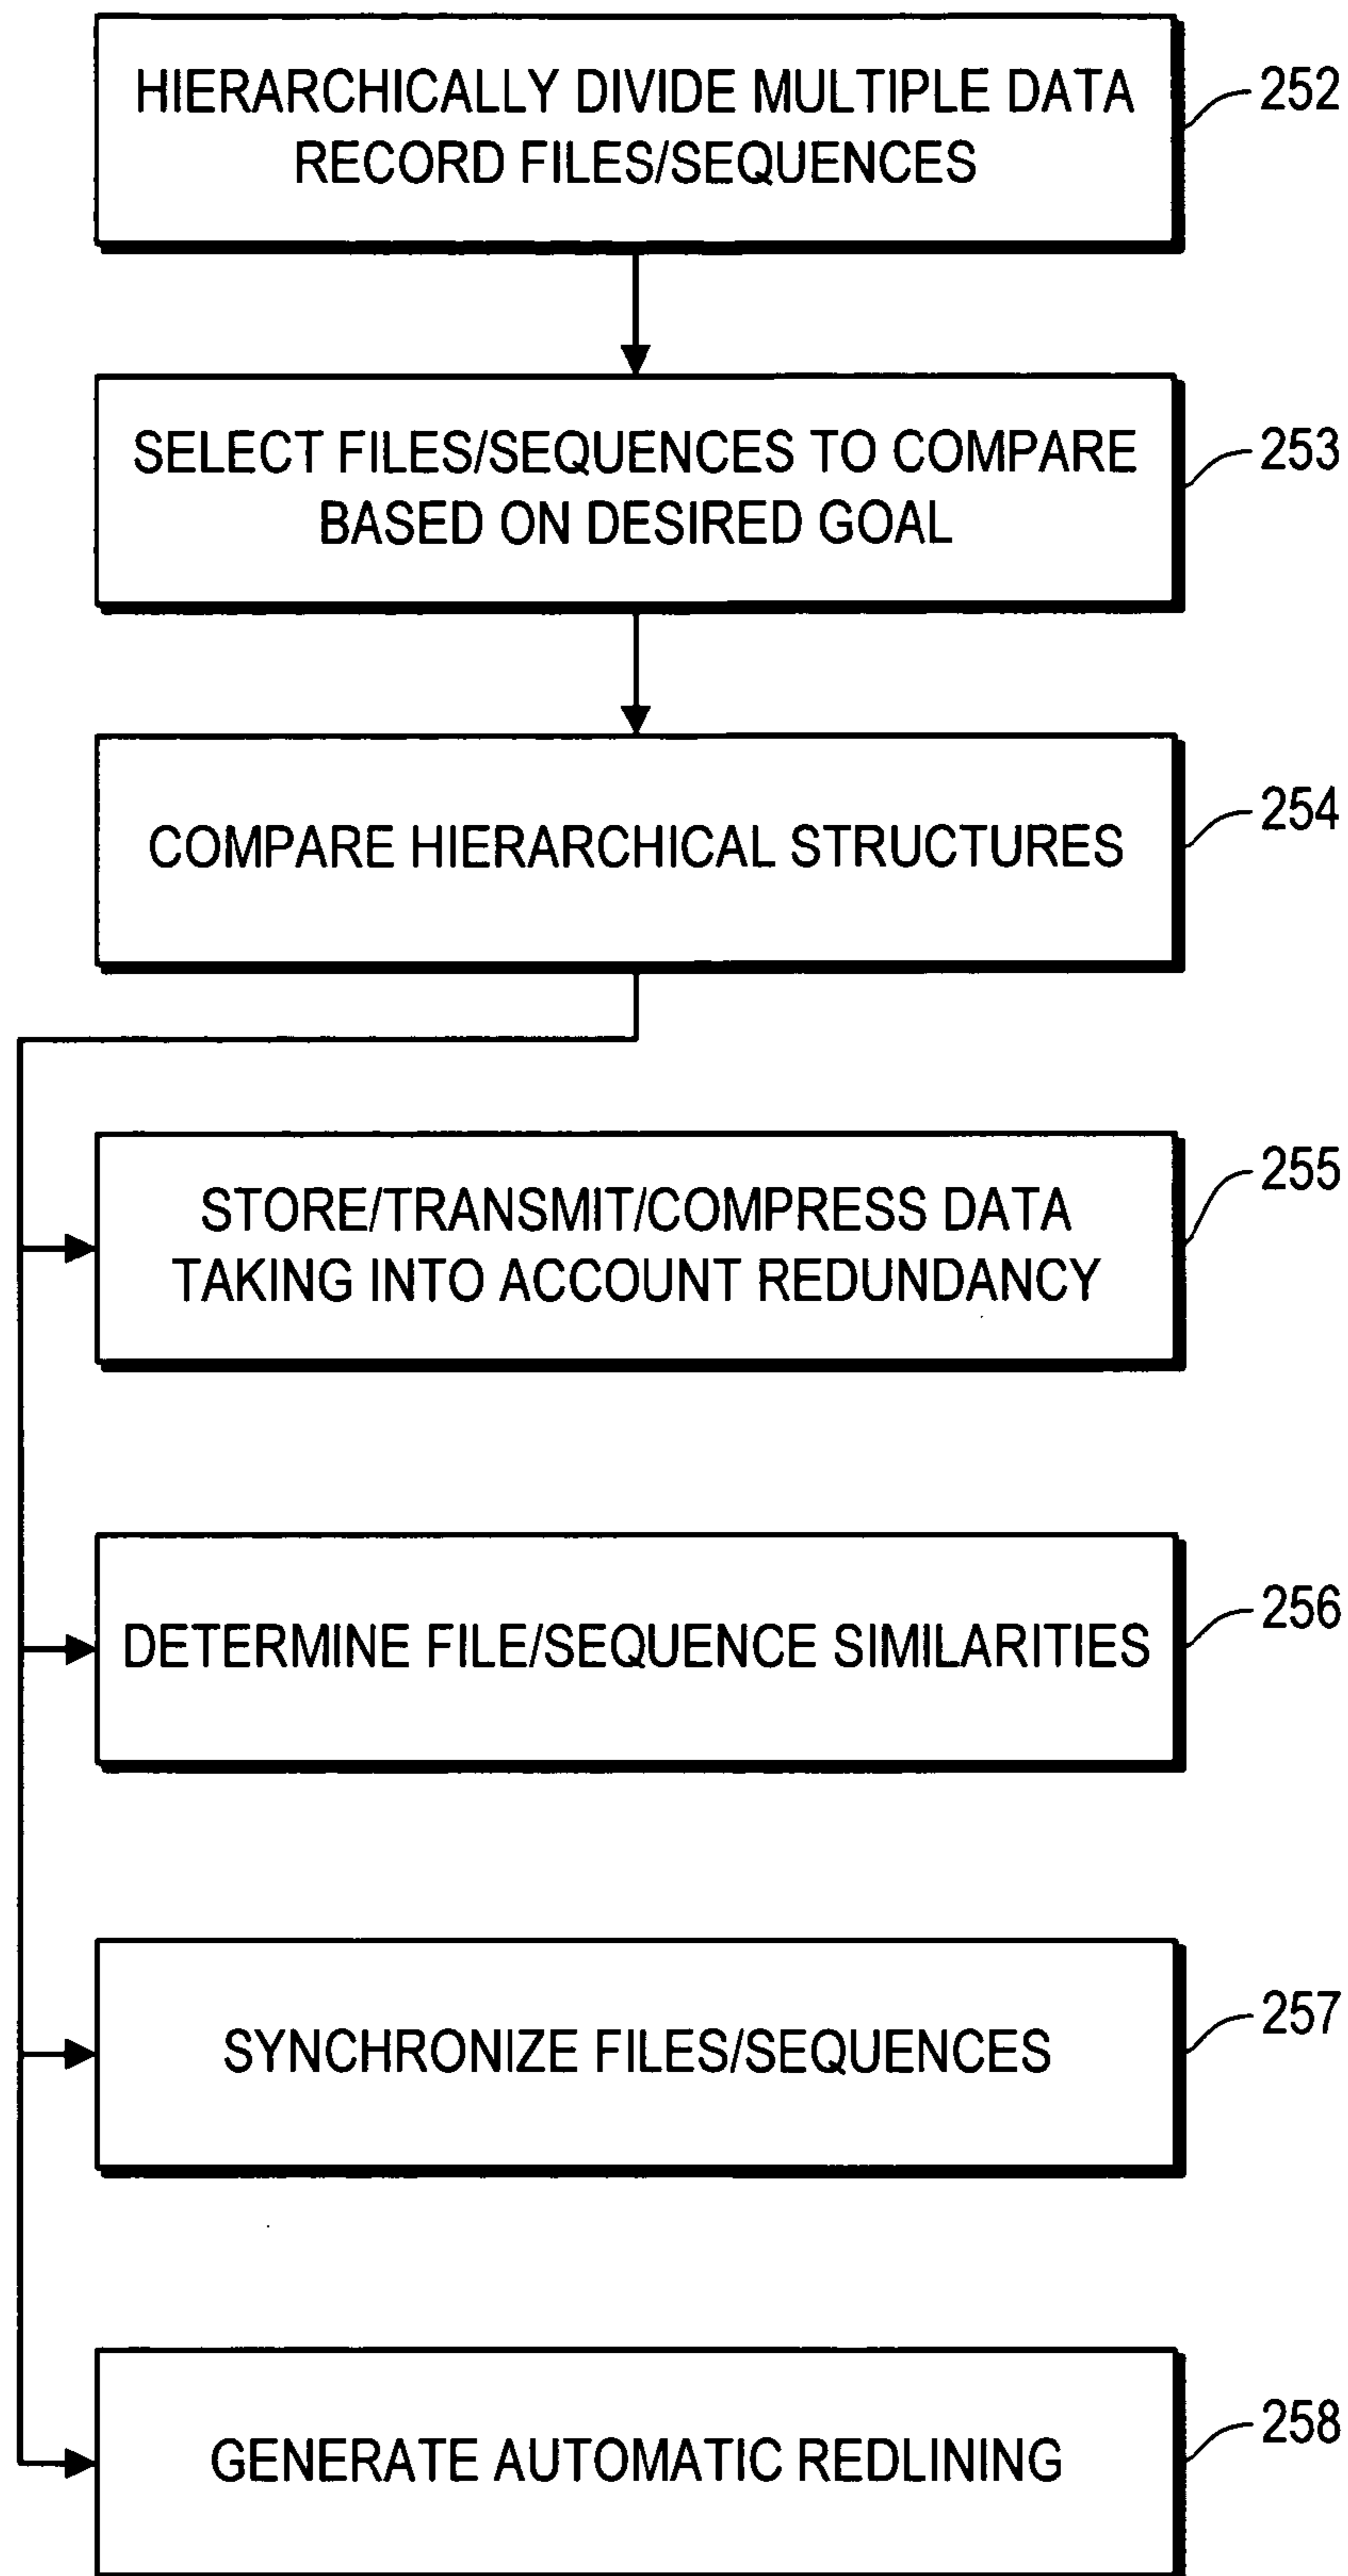 HIERARCHICALLY DIVIDE MULTIPLE DATA
RECORD FILES/SEQUENCES
252
SELECT FILES/SEQUENCES TO COMPARE
BASED ON DESIRED GOAL
253
COMPARE HIERARCHICAL STRUCTURES
254
STORE/TRANSMIT/COMPRESS DATA
TAKING INTO ACCOUNT REDUNDANCY
255
DETERMINE FILE/SEQUENCE SIMILARITIES
256
SYNCHRONIZE FILES/SEQUENCES
257
GENERATE AUTOMATIC REDLINING
258